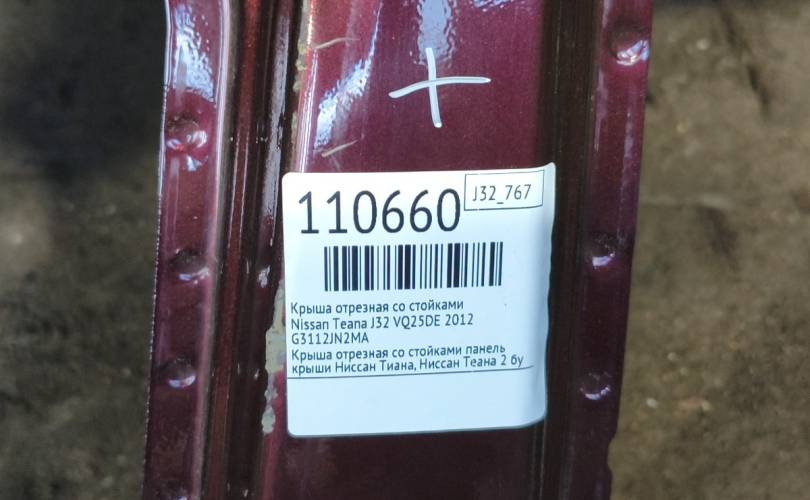 110660
J32_767
Крыша отрезная со стойками
Nissan Teana J32 VQ25DE 2012
G3112JN2MA
Крыша отрезная со стойками панель
крыши Ниссан Тиана, Ниссан Теана 2 бу